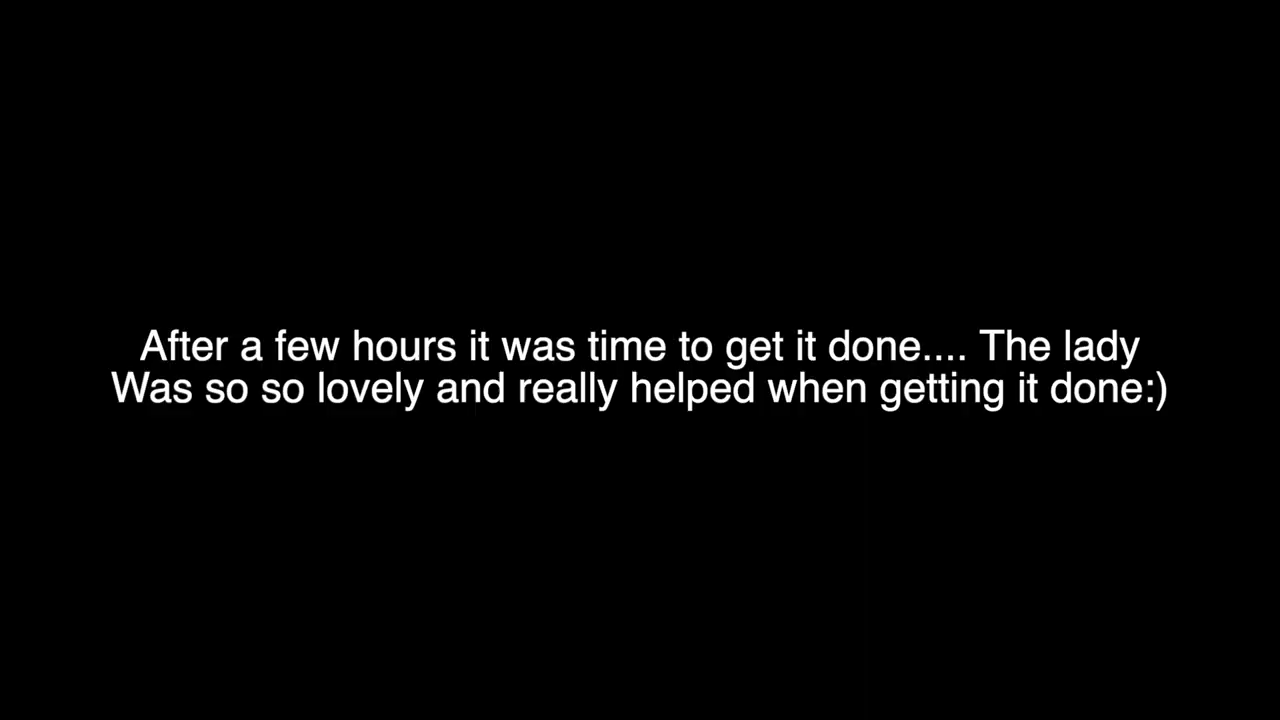 After a few hours it was time to get it done.... The lady
Was so so lovely and really helped when getting it done:)